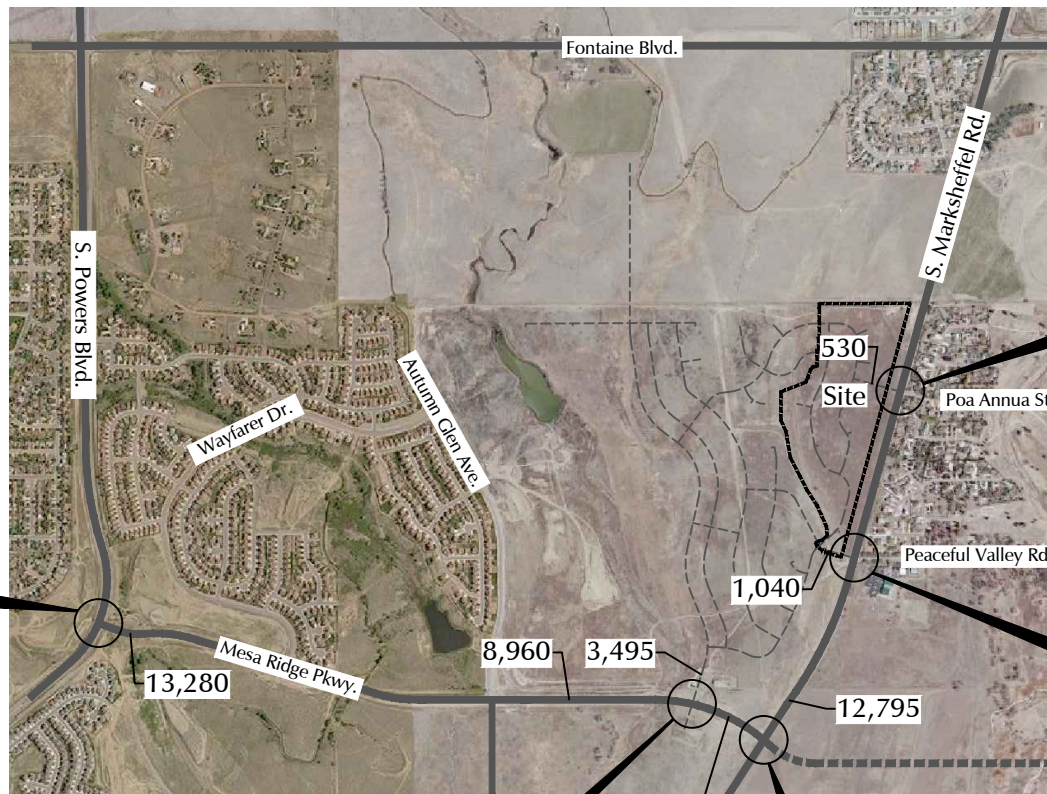 Fontaine Blvd.
S. Marksheffel Rd.
S. Powers Blvd.
530
Site
Poa Annua St
Autumn Glen Ave.
Wayfarer Dr.
Peaceful Valley Rd
1,040
8,960
3,495
Mesa Ridge Pkwy.
13,280
12,795